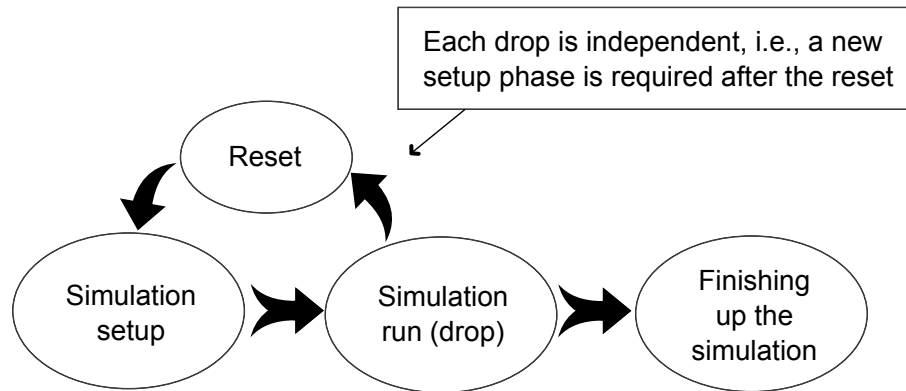 Each drop is independent, i.e., a new
setup phase is required after the reset
Reset
Simulation
setup
Simulation
run (drop)
Finishing
up the
simulation